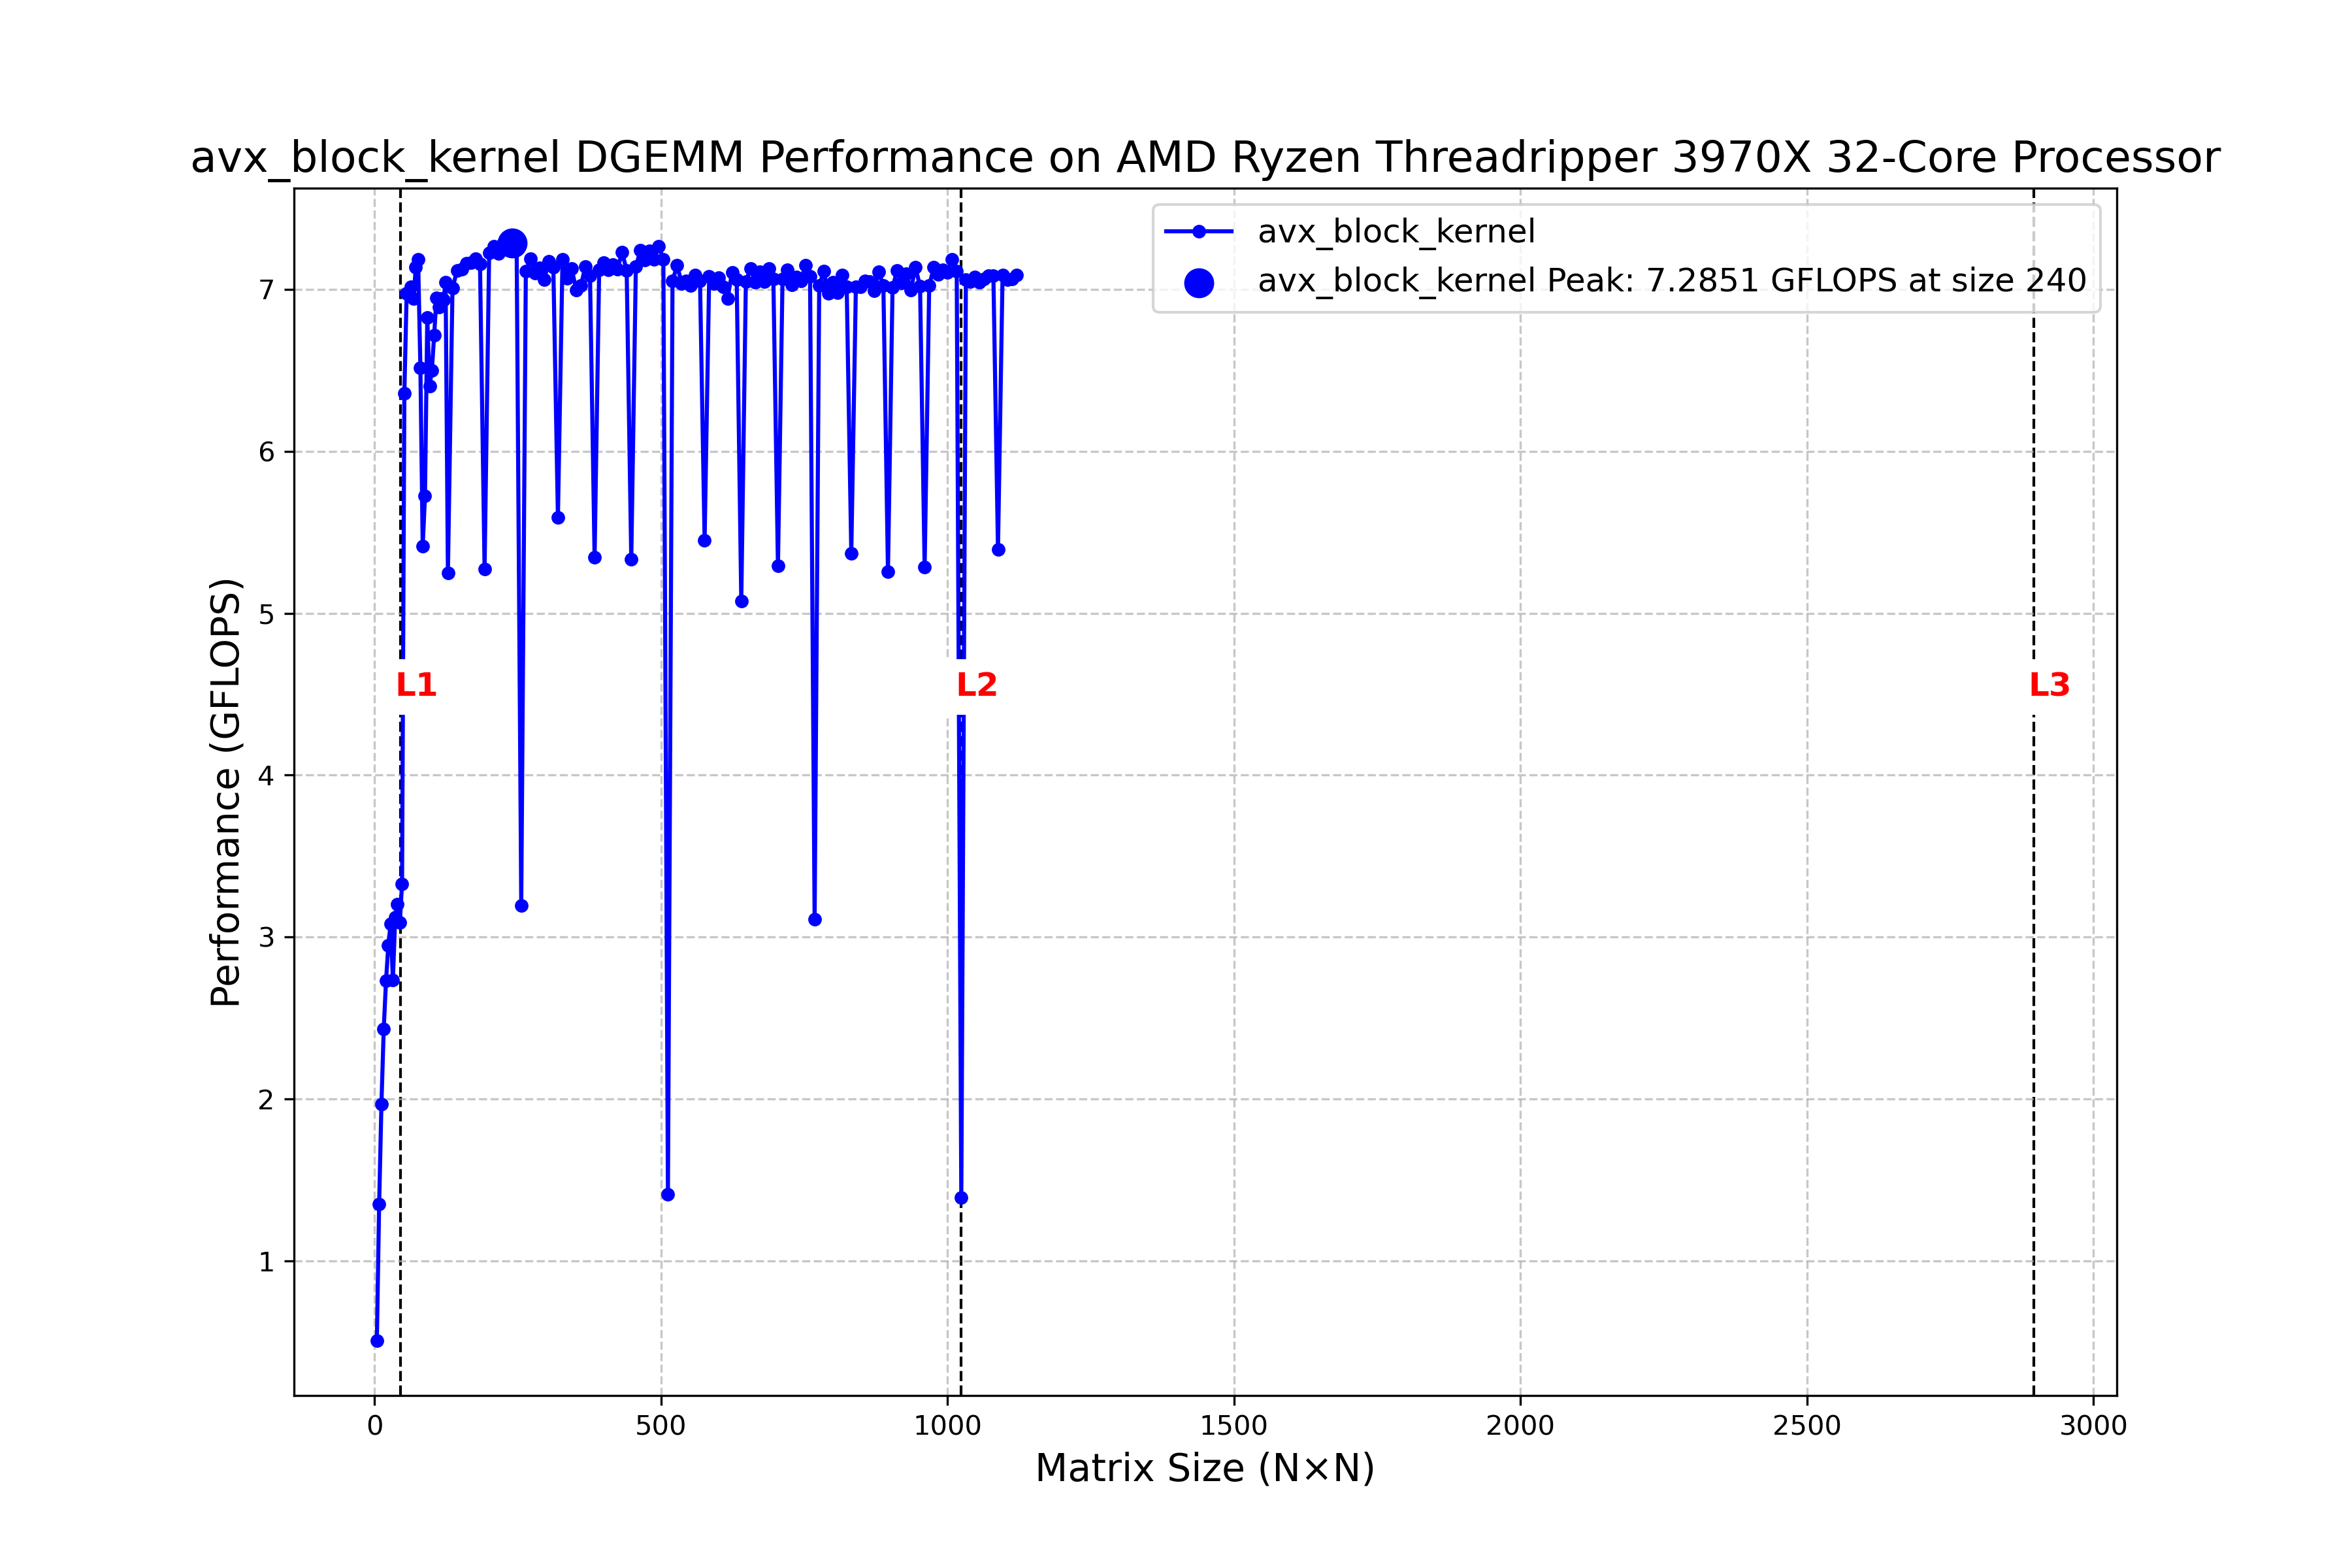 avx_block_kernel DGEMM Performance on AMD Ryzen Threadripper 3970X 32-Core Processor
avx_block_kernel
avx_block_kernel Peak: 7.2851 GFLOPS at size 240
7
6
5
4
3
2
1
L1
L2
L3
Performance (GFLOPS)
0 500 1000 1500 2000 2500 3000
Matrix Size (N×N)